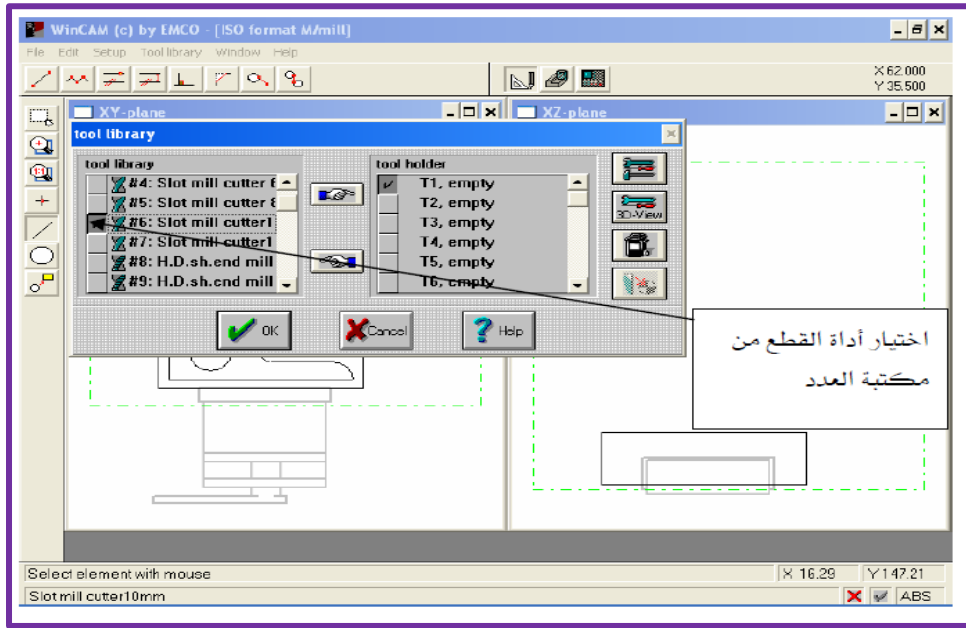 WinCAM (c) by EMCO - [ISO format M/mill]
File Edit Setup Tool library Window Help
X 62.000
Y 35.500
XY-plane
XZ-plane
tool library
tool library
tool holder
#4: Slot mill cutter 6
#5: Slot mill cutter 8
#6: Slot mill cutter1
#7: Slot mill cutter1
#8: H.D.sh.end mill
#9: H.D.sh.end mill
T1, empty
T2, empty
T3, empty
T4, empty
T5, empty
T6, empty
3D-View
OK
Cancel
Help
اختيار أداة القطع من
مكتبة العدد
Select element with mouse
X 16.29
Y147.21
Slot mill cutter10mm
ABS